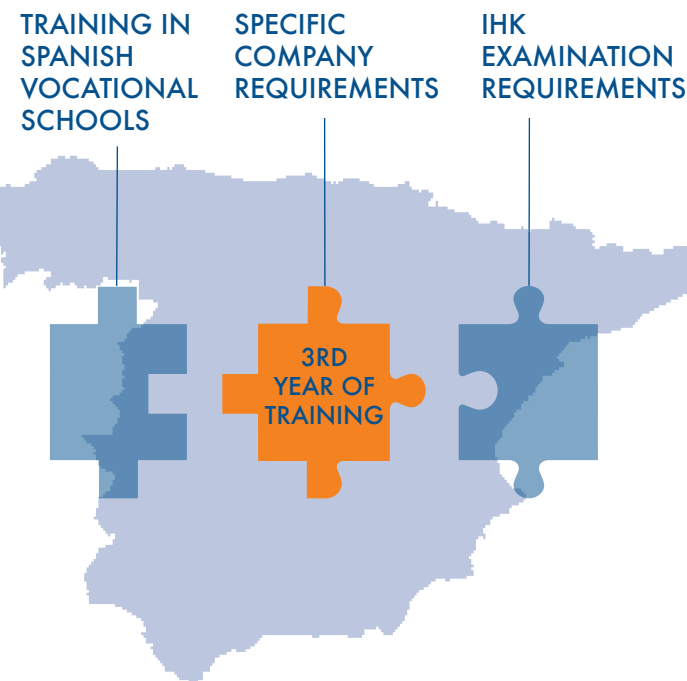 TRAINING IN
SPANISH
VOCATIONAL
SCHOOLS
SPECIFIC
COMPANY
REQUIREMENTS
IHK
EXAMINATION
REQUIREMENTS
3RD
YEAR OF
TRAINING